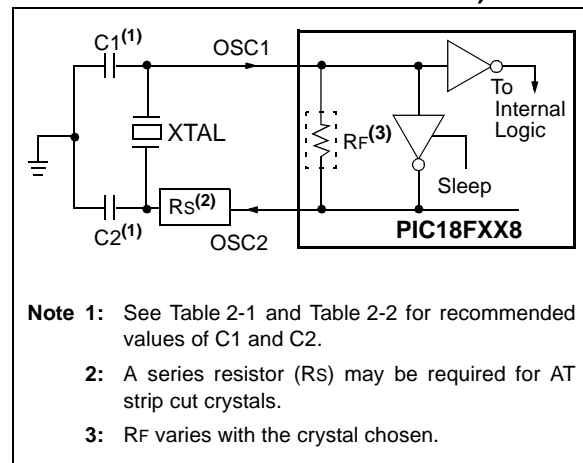 C1(1)
OSC1
To
Internal
Logic
XTAL
RF(3)
Sleep
C2(1)
RS(2)
OSC2
PIC18FXX8
Note 1: See Table 2-1 and Table 2-2 for recommended
values of C1 and C2.
2: A series resistor (RS) may be required for AT
strip cut crystals.
3: RF varies with the crystal chosen.